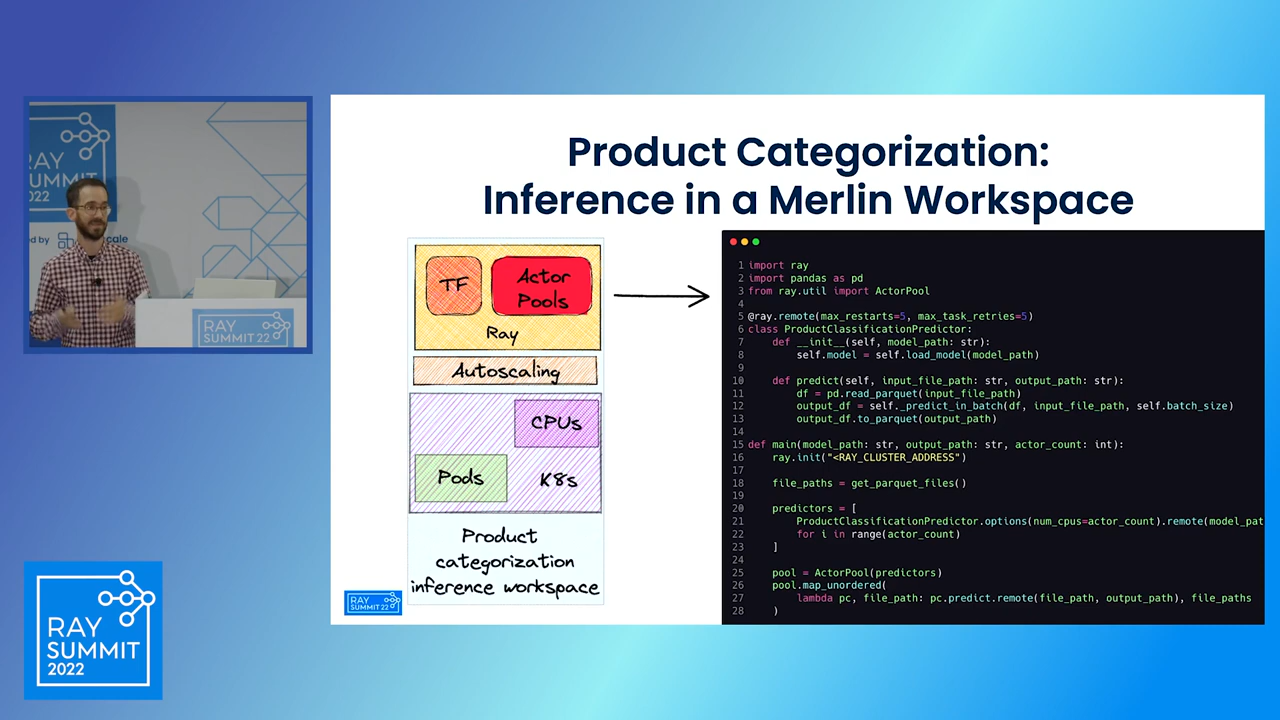 RAY
SUMMIT
2022
RAY
SUMMIT 22
Product Categorization:
Inference in a Merlin Workspace
TF
Actor
Pools
Ray
Autoscaling
CPUs
Pods
K8s
Product
categorization
inference workspace
RAY
SUMMIT 22
1 import ray
2 import pandas as pd
3 from ray.util import ActorPool
4
5 @ray.remote(max_restarts=5, max_task_retries=5)
6 class ProductClassificationPredictor:
7 def __init__(self, model_path: str):
8 self.model = self.load_model(model_path)
9
10 def predict(self, input_file_path: str, output_path: str):
11 df = pd.read_parquet(input_file_path)
12 output_df = self._predict_in_batch(df, input_file_path, self.batch_size)
13 output_df.to_parquet(output_path)
14
15 def main(model_path: str, output_path: str, actor_count: int):
16 ray.init("<RAY_CLUSTER_ADDRESS")
17
18 file_paths = get_parquet_files()
19
20 predictors = [
21 ProductClassificationPredictor.options(num_cpus=actor_count).remote(model_pat
22 for i in range(actor_count)
23 ]
24
25 pool = ActorPool(predictors)
26 pool.map_unordered(
27 lambda pc, file_path: pc.predict.remote(file_path, output_path), file_paths
28 )
RAY
SUMMIT
2022